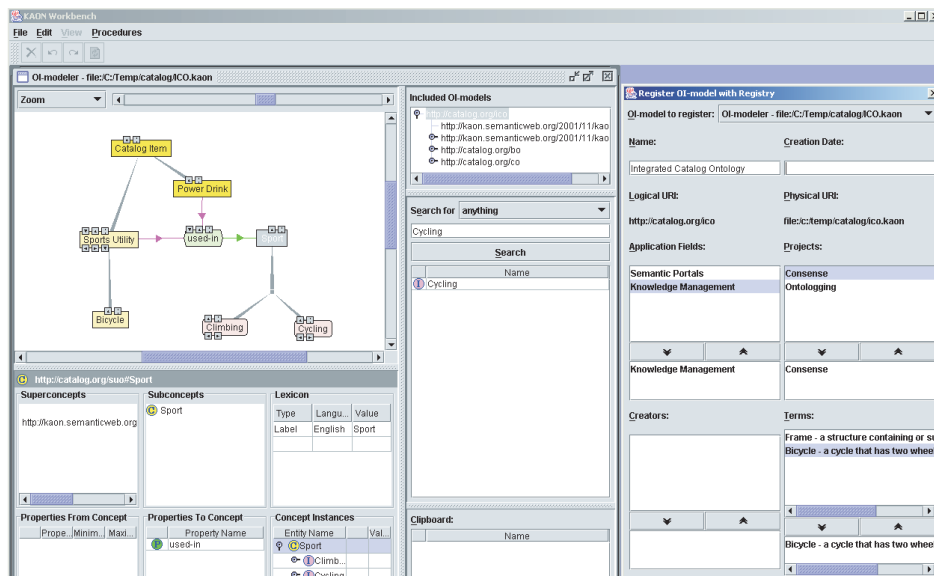 KAON Workbench
File Edit View Procedures
OI-modeler - file:/C:/Temp/catalog/ICO.kaon
Zoom
Catalog Item
Power Drink
Sports Utility
used-in
Sport
Bicycle
Climbing
Cycling
Included OI-models
http://catalog.org/ico
http://kaon.semanticweb.org/2001/11/kao
http://kaon.semanticweb.org/2001/11/kao
http://catalog.org/bo
http://catalog.org/co
Search for anything
Cycling
Search
Name
I Cycling
http://catalog.org/suo#Sport
Superconcepts
http://kaon.semanticweb.org
Subconcepts
C Sport
Lexicon
Type Langu... Value
Label English Sport
Properties From Concept
Prope... Minim... Maxi...
Properties To Concept
Property Name
P used-in
Concept Instances
Entity Name Val...
C Sport
I Climb...
I Cycling
Clipboard:
Name
Register OI-model with Registry
OI-model to register: OI-modeler - file:/C:/Temp/catalog/ICO.kaon
Name:
Creation Date:
Integrated Catalog Ontology
Logical URI:
Physical URI:
http://catalog.org/ico
file:/c:/temp/catalog/ico.kaon
Application Fields:
Projects:
Semantic Portals
Knowledge Management
Consense
Ontologging
Knowledge Management
Consense
Creators:
Terms:
Frame - a structure containing or su
Bicycle - a cycle that has two whee
Bicycle - a cycle that has two whee